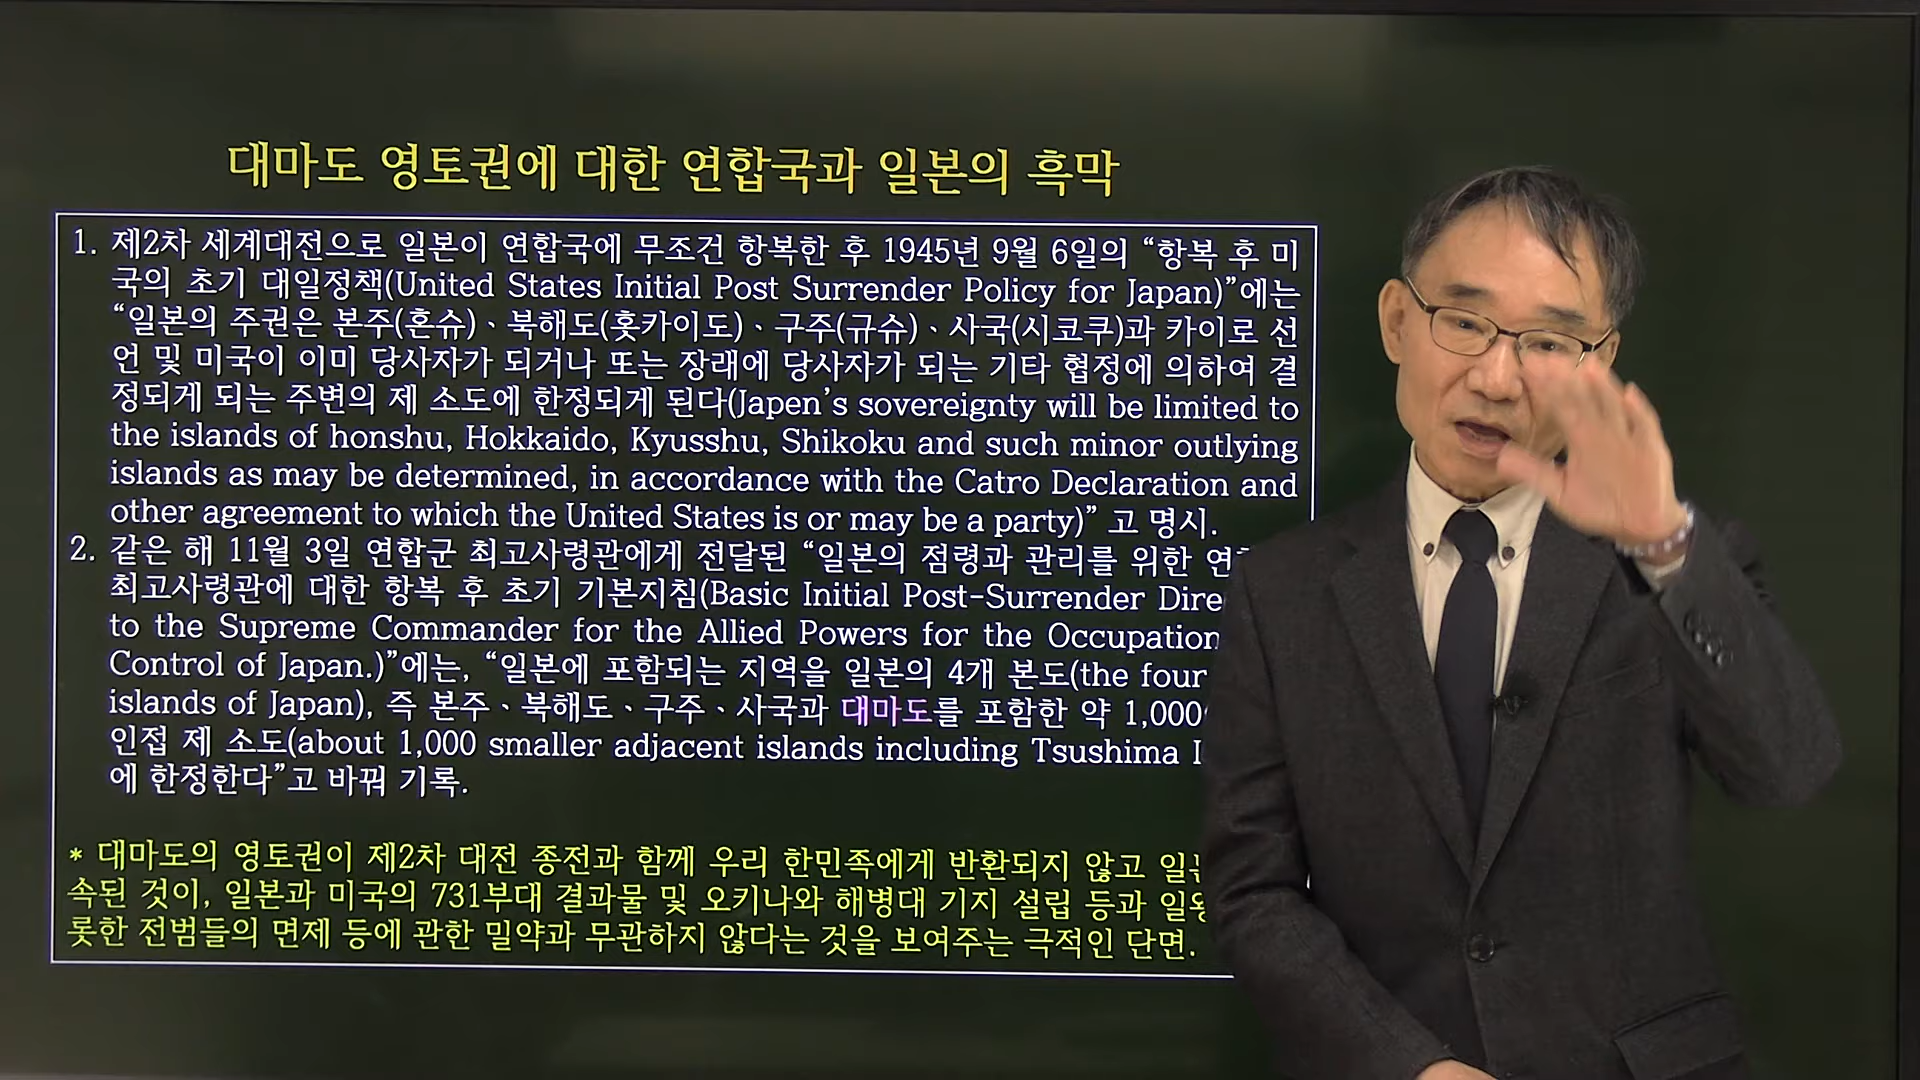 대마도 영토권에 대한 연합국과 일본의 흑막
1. 제2차 세계대전으로 일본이 연합국에 무조건 항복한 후 1945년 9월 6일의 “항복 후 미
국의 초기 대일정책(United States Initial Post Surrender Policy for Japan)”에는
“일본의 주권은 본주(혼슈)、북해도(홋카이도)、구주(규슈)、사국(시코쿠)과 카이로 선
언 및 미국이 이미 당사자가 되거나 또는 장래에 당사자가 되는 기타 협정에 의하여 결
정되게 되는 주변의 제 소도에 한정되게 된다(Japen’s sovereignty will be limited to
the islands of honshu, Hokkaido, Kyusshu, Shikoku and such minor outlying
islands as may be determined, in accordance with the Catro Declaration and
other agreement to which the United States is or may be a party)” 고 명시.
2. 같은 해 11월 3일 연합군 최고사령관에게 전달된 “일본의 점령과 관리를 위한
최고사령관에 대한 항복 후 초기 기본지침(Basic Initial Post-Surrender
to the Supreme Commander for the Allied Powers for the Occupation
Control of Japan.)”에는, “일본에 포함되는 지역을 일본의 4개 본도(the four
islands of Japan), 즉 본주、북해도、구주、사국과 대마도를 포함한 약 1,000
인접 제 소도(about 1,000 smaller adjacent islands including Tsushima
에 한정한다”고 바꿔 기록.
* 대마도의 영토권이 제2차 대전 종전과 함께 우리 한민족에게 반환되지 않고
속된 것이, 일본과 미국의 731부대 결과물 및 오키나와 해병대 기지 설립 등과
롯한 전범들의 면제 등에 관한 밀약과 무관하지 않다는 것을 보여주는 극적인 단면.